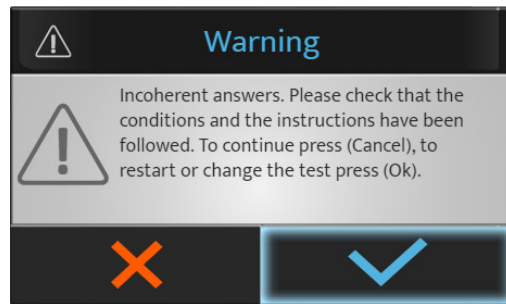 Warning
Incoherent answers. Please check that the
conditions and the instructions have been
followed. To continue press (Cancel), to
restart or change the test press (Ok).